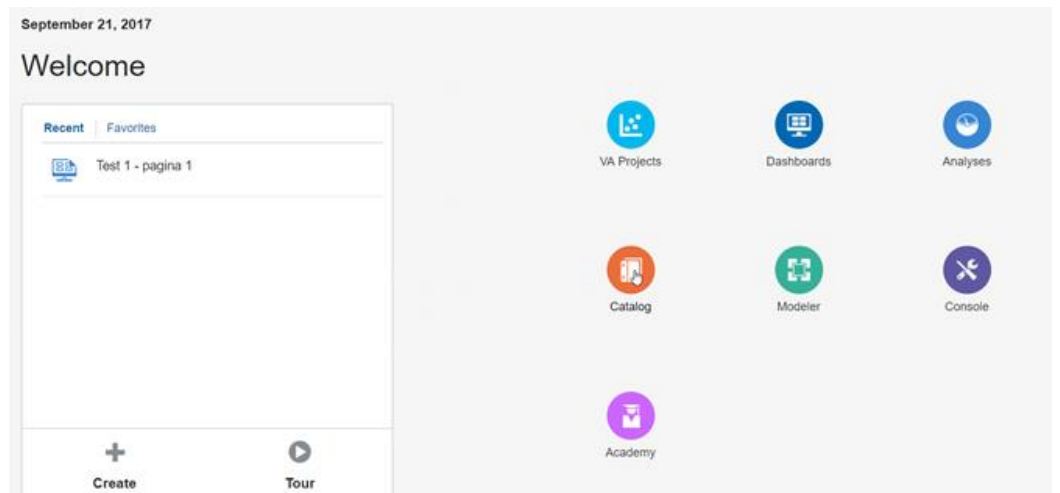 September 21, 2017
Welcome
Recent Favorites
Test 1 - pagina 1
Create Tour
VA Projects Dashboards Analyses
Catalog Modeler Console
Academy